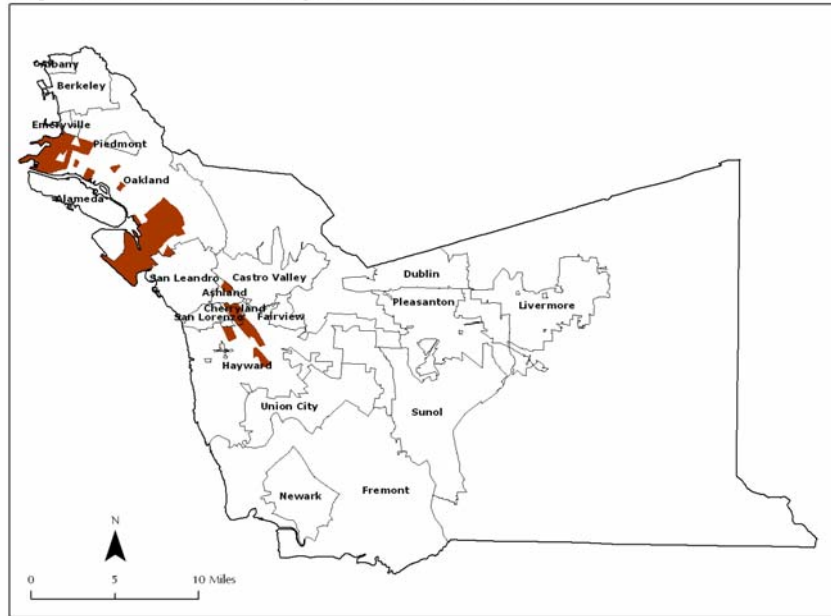 Albany
Berkeley
Emeryville
Piedmont
Oakland
Alameda
San Leandro
Castro Valley
Ashland
Cherryland
San Lorenzo
Fairview
Hayward
Dublin
Pleasanton
Livermore
Union City
Sunol
Newark
Fremont
N
0 5 10 Miles